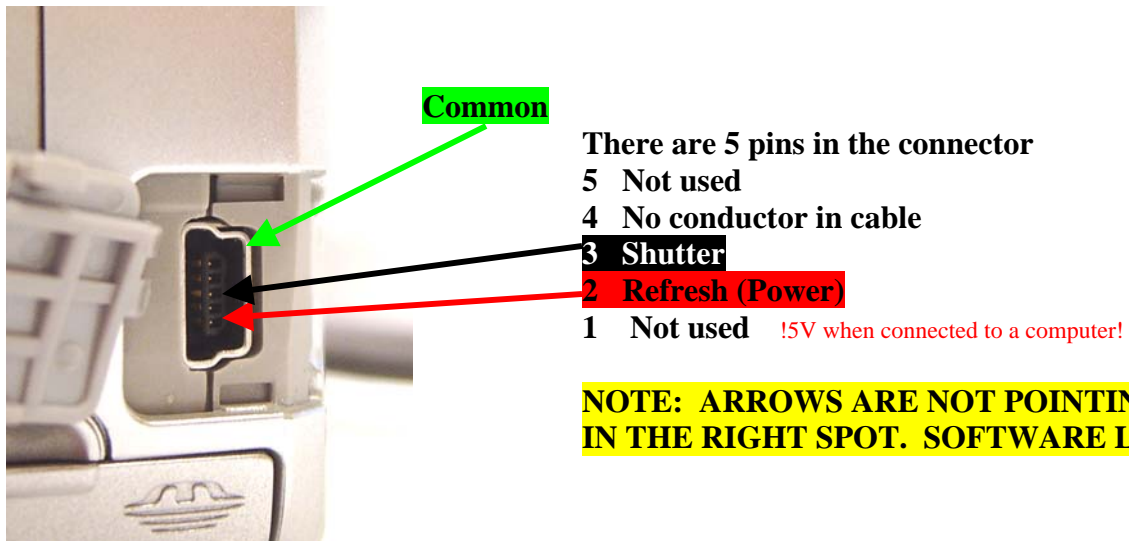 Common
There are 5 pins in the connector
5 Not used
4 No conductor in cable
3 Shutter
2 Refresh (Power)
1 Not used !5V when connected to a computer!
NOTE: ARROWS ARE NOT
IN THE RIGHT SPOT. SOFTWARE